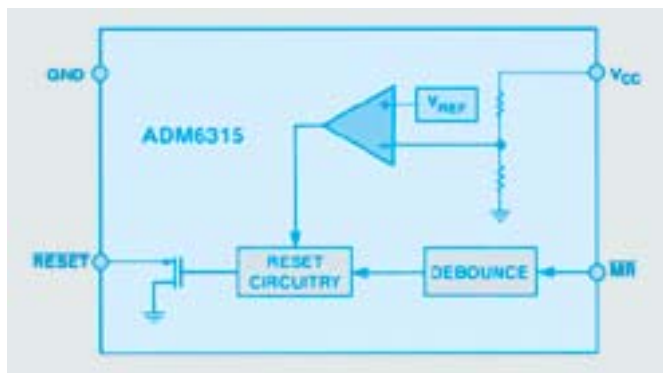 GND
VCC
VREF
ADM6315
RESET
RESET
CIRCUITRY
DEBOUNCE
MR